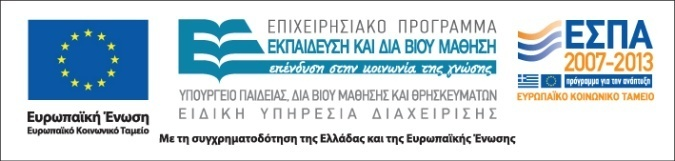 Ευρωπαϊκή Ένωση
Ευρωπαϊκό Κοινωνικό Ταμείο
ΕΠΙΧΕΙΡΗΣΙΑΚΟ ΠΡΟΓΡΑΜΜΑ
ΕΚΠΑΙΔΕΥΣΗ ΚΑΙ ΔΙΑ ΒΙΟΥ ΜΑΘΗΣΗ
επένδυση στην κοινωνία της γνώσης
ΥΠΟΥΡΓΕΙΟ ΠΑΙΔΕΙΑΣ, ΔΙΑ ΒΙΟΥ ΜΑΘΗΣΗΣ ΚΑΙ ΘΡΗΣΚΕΥΜΑΤΩΝ
ΕΙΔΙΚΗ ΥΠΗΡΕΣΙΑ ΔΙΑΧΕΙΡΙΣΗΣ
ΕΣΠΑ
2007-2013
πρόγραμμα για την ανάπτυξη
ΕΥΡΩΠΑΪΚΟ ΚΟΙΝΩΝΙΚΟ ΤΑΜΕΙΟ
Με τη συγχρηματοδότηση της Ελλάδας και της Ευρωπαϊκής Ένωσης